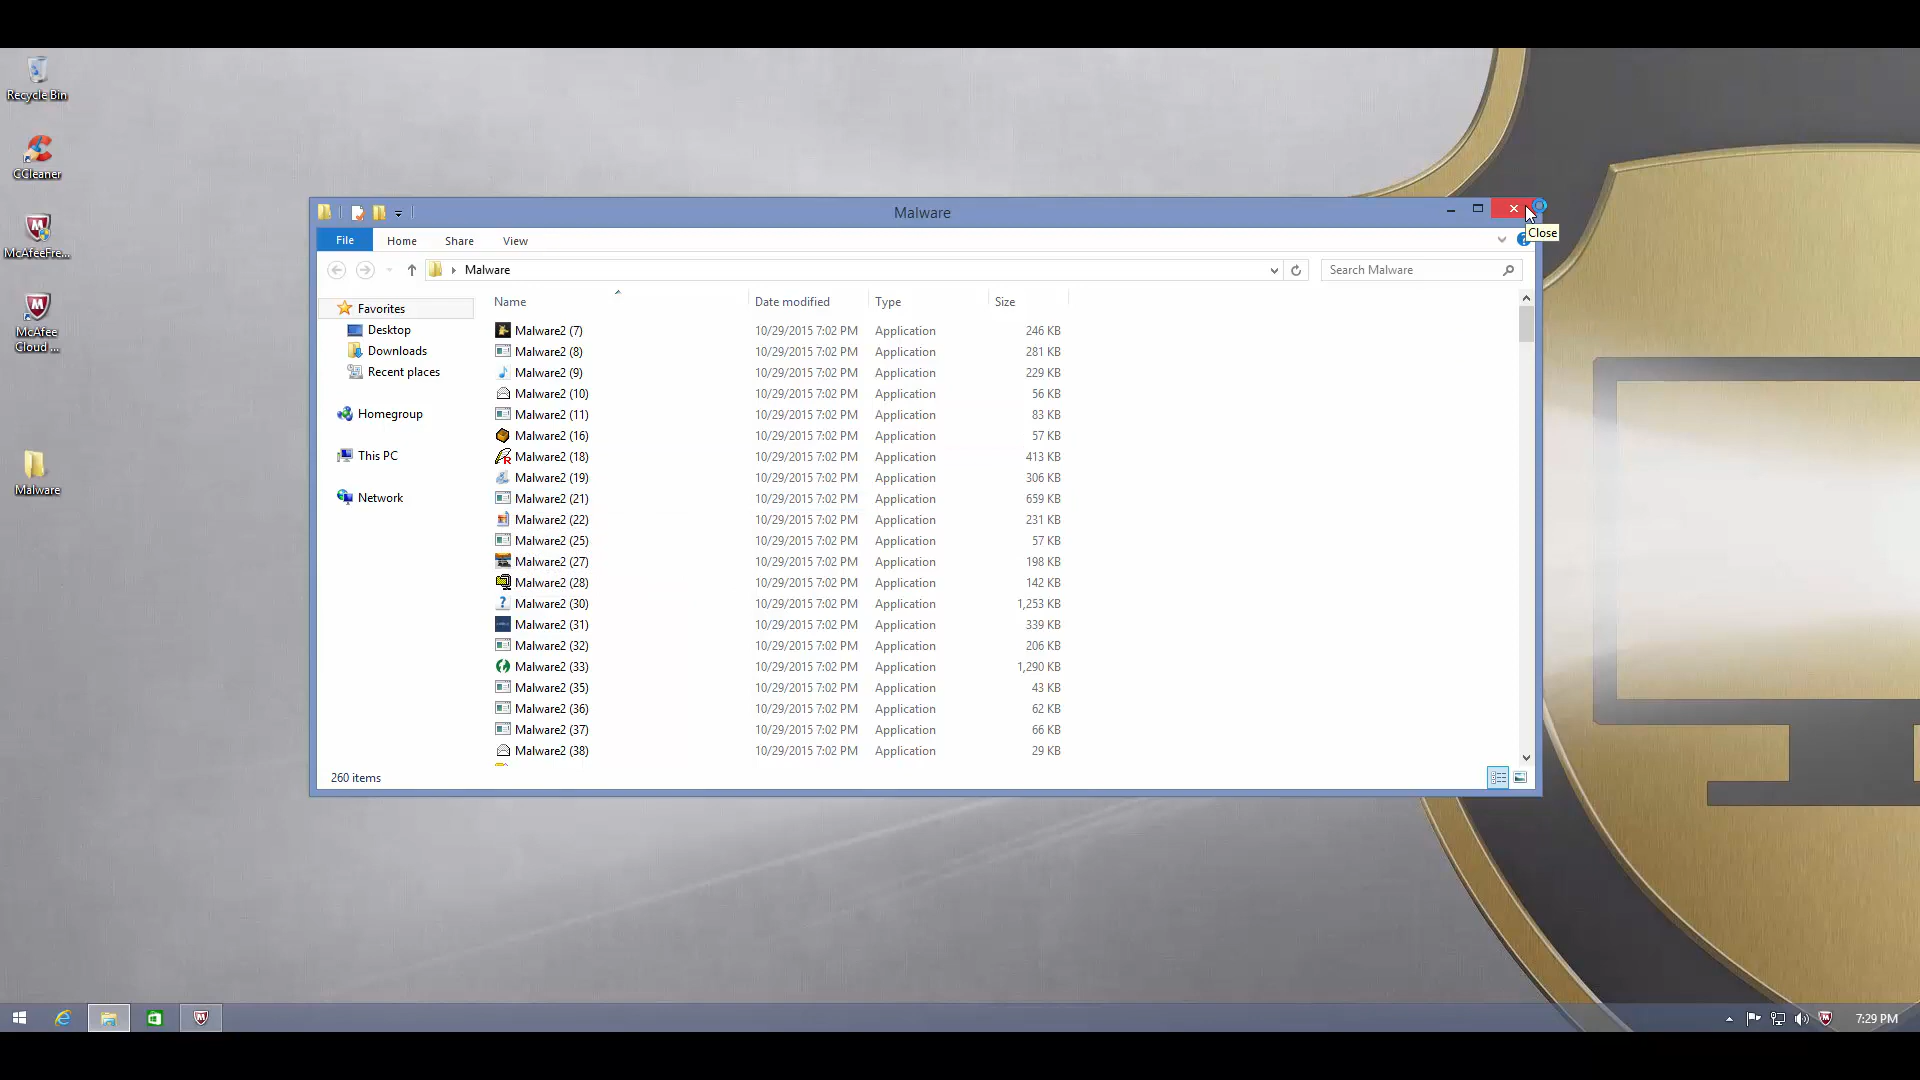 Recycle Bin
CCleaner
McAfeeFre...
McAfee
Cloud ...
Malware
Malware
Close
File Home Share View
Malware
Search Malware
Favorites
Desktop
Downloads
Recent places
Homegroup
This PC
Network
Name Date modified Type Size
Malware2 (7) 10/29/2015 7:02 PM Application 246 KB
Malware2 (8) 10/29/2015 7:02 PM Application 281 KB
Malware2 (9) 10/29/2015 7:02 PM Application 229 KB
Malware2 (10) 10/29/2015 7:02 PM Application 56 KB
Malware2 (11) 10/29/2015 7:02 PM Application 83 KB
Malware2 (16) 10/29/2015 7:02 PM Application 57 KB
Malware2 (18) 10/29/2015 7:02 PM Application 413 KB
Malware2 (19) 10/29/2015 7:02 PM Application 306 KB
Malware2 (21) 10/29/2015 7:02 PM Application 659 KB
Malware2 (22) 10/29/2015 7:02 PM Application 231 KB
Malware2 (25) 10/29/2015 7:02 PM Application 57 KB
Malware2 (27) 10/29/2015 7:02 PM Application 198 KB
Malware2 (28) 10/29/2015 7:02 PM Application 142 KB
Malware2 (30) 10/29/2015 7:02 PM Application 1,253 KB
Malware2 (31) 10/29/2015 7:02 PM Application 339 KB
Malware2 (32) 10/29/2015 7:02 PM Application 206 KB
Malware2 (33) 10/29/2015 7:02 PM Application 1,290 KB
Malware2 (35) 10/29/2015 7:02 PM Application 43 KB
Malware2 (36) 10/29/2015 7:02 PM Application 62 KB
Malware2 (37) 10/29/2015 7:02 PM Application 66 KB
Malware2 (38) 10/29/2015 7:02 PM Application 29 KB
260 items
7:29 PM